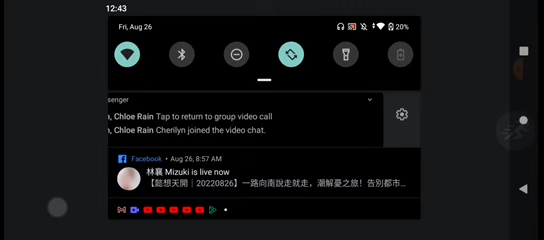 12:43
Fri, Aug 26
20%
senger
, Chloe Rain Tap to return to group video call
, Chloe Rain Cherilyn joined the video chat.
Facebook • Aug 26, 8:57 AM
林襄 Mizuki is live now
【懿想天開｜20220826】一路向南說走就走，潮解憂之旅！告別都市…